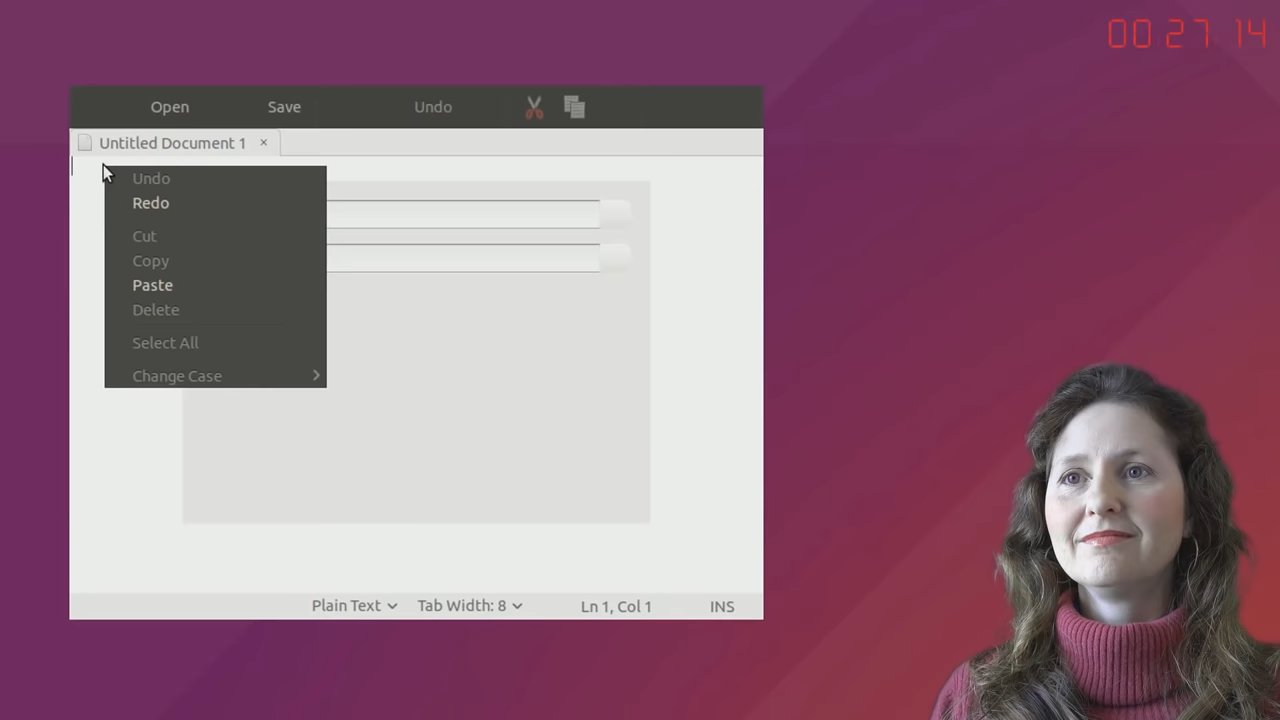 00 27 14
Open Save Undo
Untitled Document 1 ×
Undo
Redo
Cut
Copy
Paste
Delete
Select All
Change Case
Plain Text Tab Width: 8 Ln 1, Col 1 INS